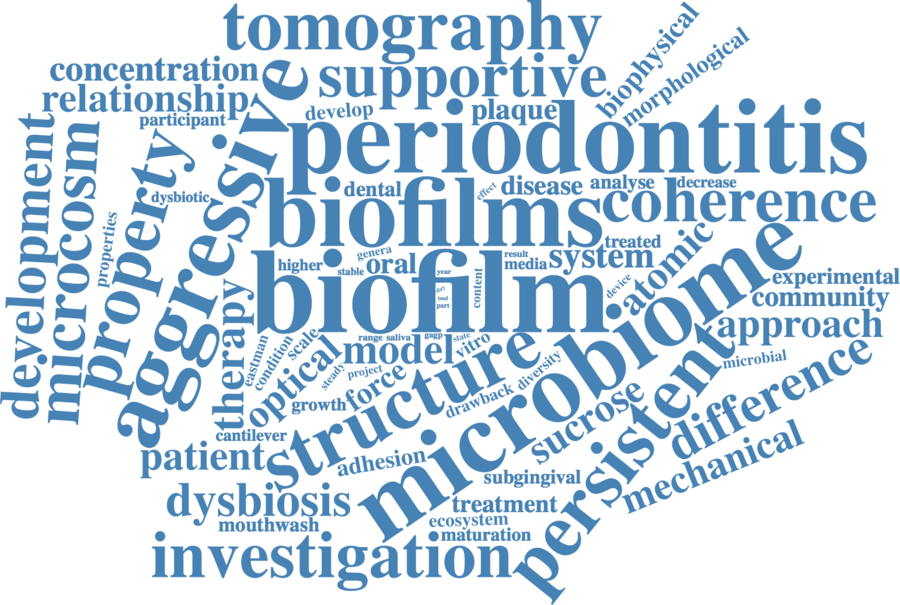 tomography
biophysical
morphological
concentration
supportive
relationship
aggressive
participant
develop
plaque
periodontitis
development
microcosm
property
properties
dysbiotic
dental
effect
disease
analyse
decrease
biofilms
coherence
genera
higher
stable
oral
year
result
media
system
treated
atomic
device
content
biofilm
day
tool
part
microbiome
experimental
community
approach
therapy
eastman
condition
scale
optical
range
saliva
gagp
state
model
vitro
steady
project
force
growth
structure
drawback
diversity
microbial
persistent
difference
sucrose
cantilever
patient
adhesion
mechanical
subgingival
dysbiosis
mouthwash
treatment
ecosystem
maturation
investigation